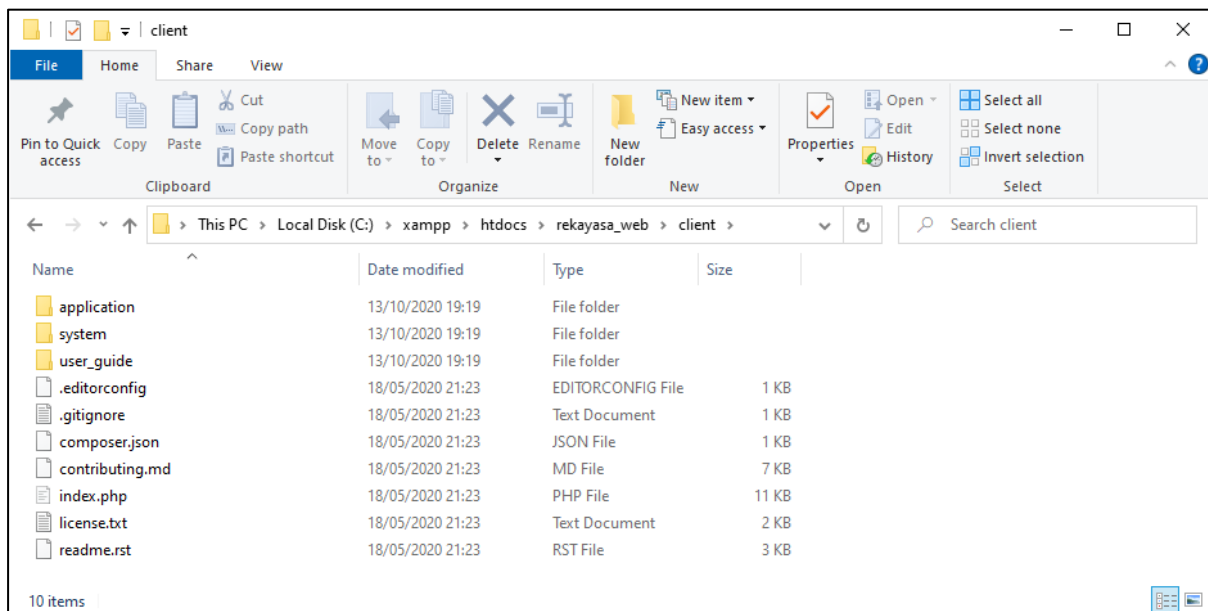 client
File Home Share View
Pin to Quick access Copy Paste Cut
Copy path
Paste shortcut
Move to Copy to Delete Rename
New folder New item
Easy access
Properties Open
Edit
History
Select all
Select none
Invert selection
Clipboard Organize New Open Select
This PC > Local Disk (C:) > xampp > htdocs > rekayasa_web > client > Search client
Name Date modified Type Size
application 13/10/2020 19:19 File folder
system 13/10/2020 19:19 File folder
user_guide 13/10/2020 19:19 File folder
.editorconfig 18/05/2020 21:23 EDITORCONFIG File 1 KB
.gitignore 18/05/2020 21:23 Text Document 1 KB
composer.json 18/05/2020 21:23 JSON File 1 KB
contributing.md 18/05/2020 21:23 MD File 7 KB
index.php 18/05/2020 21:23 PHP File 11 KB
license.txt 18/05/2020 21:23 Text Document 2 KB
readme.rst 18/05/2020 21:23 RST File 3 KB
10 items